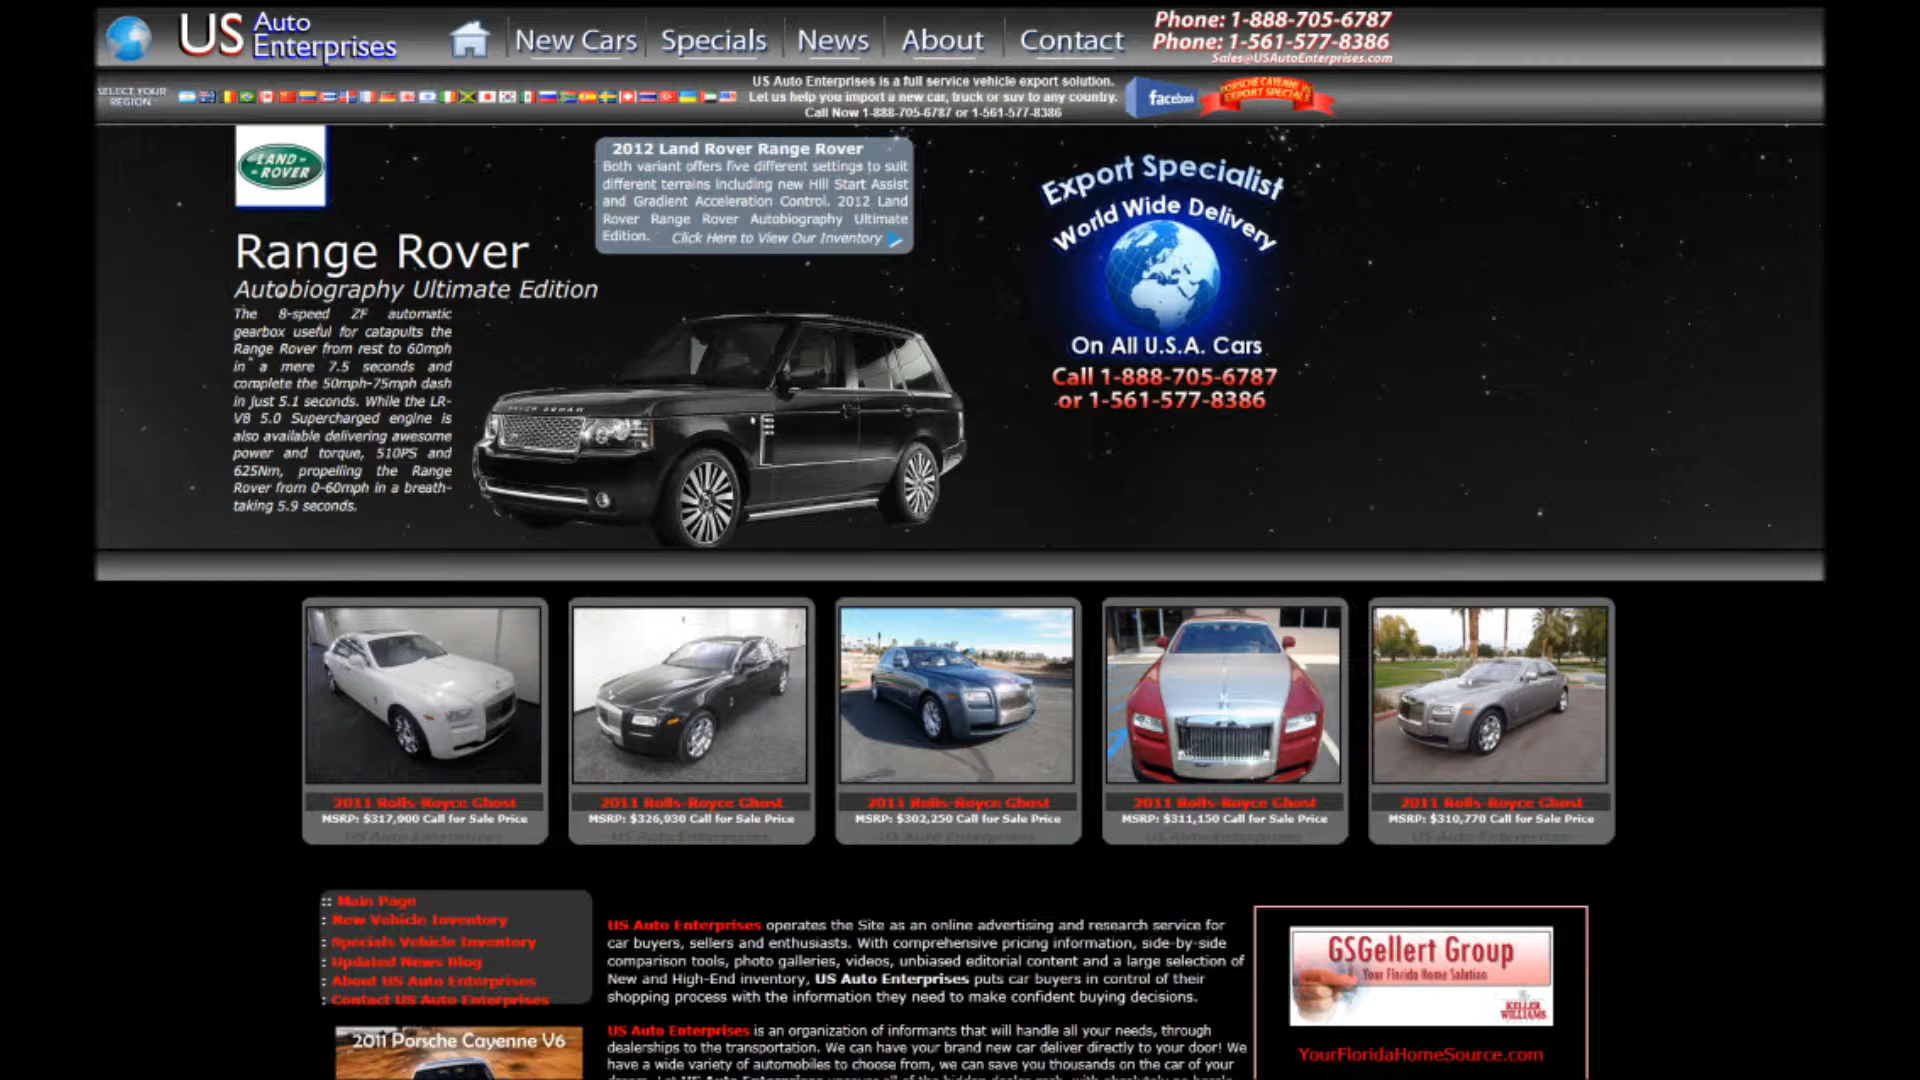 US Auto Enterprises
New Cars
Specials
News
About
Contact
Phone: 1-888-705-6787
Phone: 1-561-577-8386
Sales@USAutoEnterprises.com
SELECT YOUR
REGION:
US Auto Enterprises is a full service vehicle export solution.
Let us help you import a new car, truck or suv to any country.
Call Now 1-888-705-6787 or 1-561-577-8386
facebook
PORSCHE CAYENNE V6
EXPORT SPECIALS
LAND-
-ROVER
2012 Land Rover Range Rover
Both variant offers five different settings to suit
different terrains including new Hill Start Assist
and Gradient Acceleration Control. 2012 Land
Rover Range Rover Autobiography Ultimate
Edition. Click Here to View Our Inventory
Range Rover
Autobiography Ultimate Edition
The 8-speed ZF automatic
gearbox useful for catapults the
Range Rover from rest to 60mph
in a mere 7.5 seconds and
complete the 50mph-75mph dash
in just 5.1 seconds. While the LR-
V8 5.0 Supercharged engine is
also available delivering awesome
power and torque, 510PS and
625Nm, propelling the Range
Rover from 0-60mph in a breath-
taking 5.9 seconds.
Export Specialist
World Wide Delivery
On All U.S.A. Cars
Call 1-888-705-6787
or 1-561-577-8386
2011 Rolls-Royce Ghost
MSRP: $317,900 Call for Sale Price
US Auto Enterprises
2011 Rolls-Royce Ghost
MSRP: $326,930 Call for Sale Price
US Auto Enterprises
2011 Rolls-Royce Ghost
MSRP: $302,250 Call for Sale Price
US Auto Enterprises
2011 Rolls-Royce Ghost
MSRP: $311,150 Call for Sale Price
US Auto Enterprises
2011 Rolls-Royce Ghost
MSRP: $310,770 Call for Sale Price
US Auto Enterprises
:: Main Page
: New Vehicle Inventory
: Specials Vehicle Inventory
: Updated News Blog
: About US Auto Enterprises
: Contact US Auto Enterprises
2011 Porsche Cayenne V6
US Auto Enterprises operates the Site as an online advertising and research service for
car buyers, sellers and enthusiasts. With comprehensive pricing information, side-by-side
comparison tools, photo galleries, videos, unbiased editorial content and a large selection of
New and High-End inventory, US Auto Enterprises puts car buyers in control of their
shopping process with the information they need to make confident buying decisions.
US Auto Enterprises is an organization of informants that will handle all your needs, through
dealerships to the transportation. We can have your brand new car deliver directly to your door! We
have a wide variety of automobiles to choose from, we can save you thousands on the car of your
GSGellert Group
Your Florida Home Solution
KELLER
WILLIAMS
YourFloridaHomeSource.com